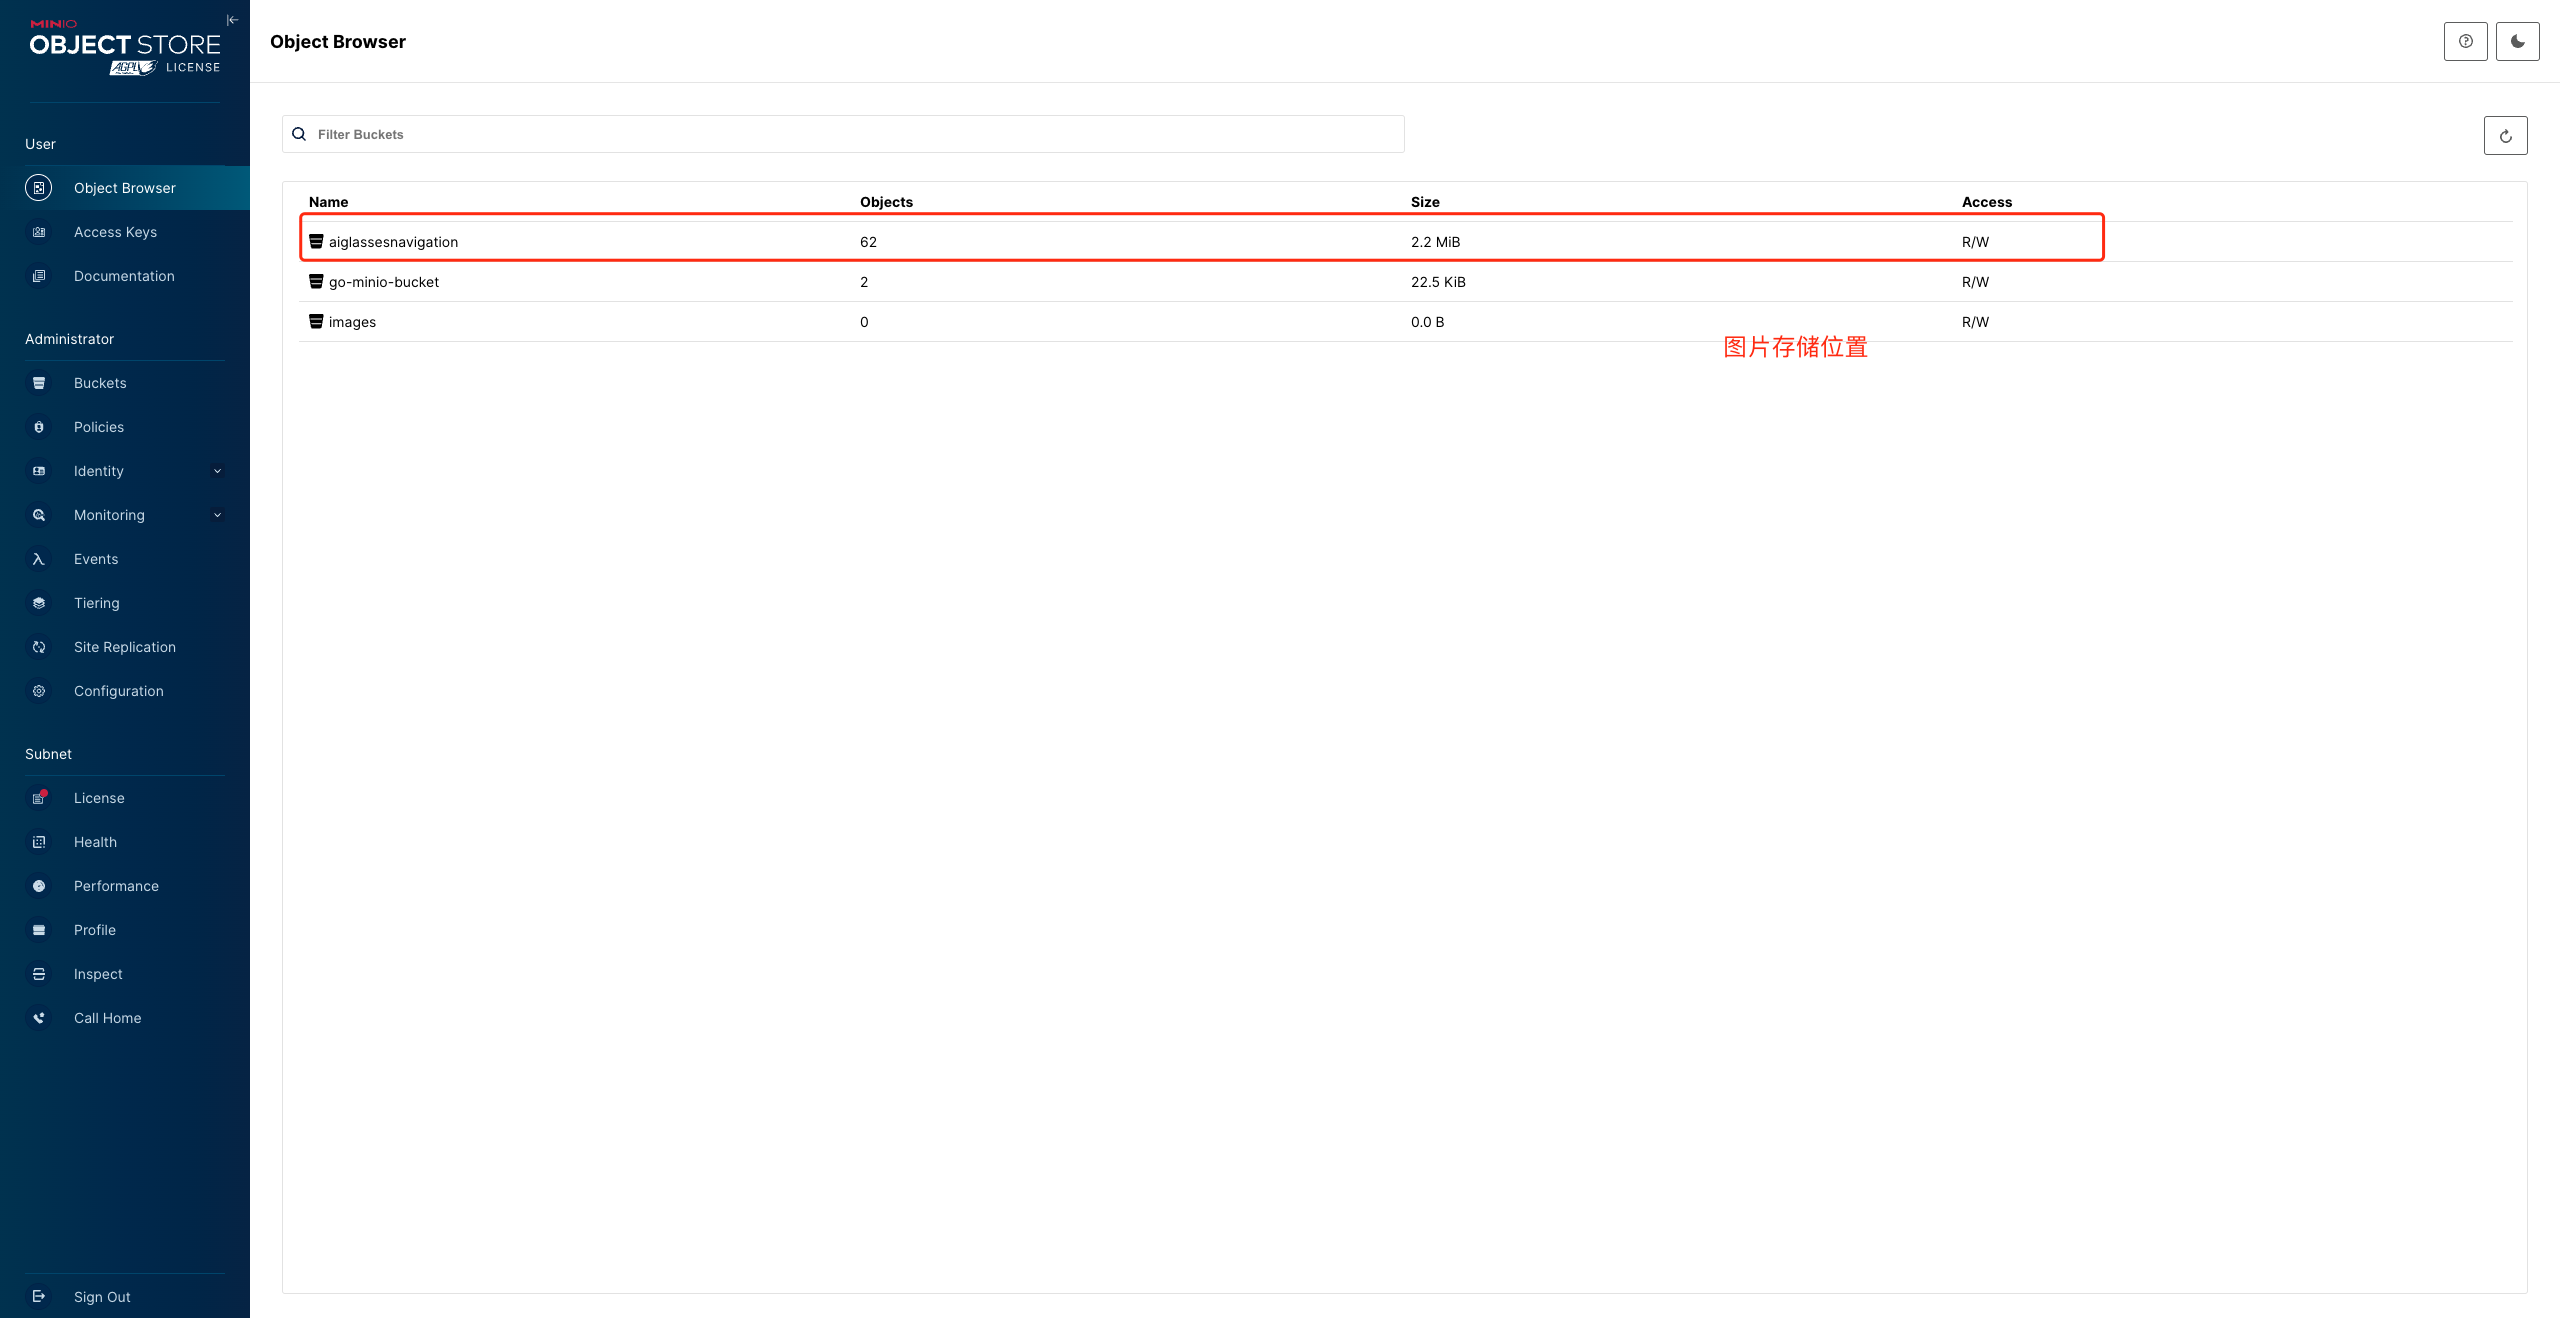 MINIO
OBJECT STORE
AGPLv3 LICENSE
User
Object Browser
Access Keys
Documentation
Administrator
Buckets
Policies
Identity
Monitoring
Events
Tiering
Site Replication
Configuration
Subnet
License
Health
Performance
Profile
Inspect
Call Home
Sign Out
Object Browser
Filter Buckets
Name Objects Size Access
aiglassesnavigation 62 2.2 MiB R/W
go-minio-bucket 2 22.5 KiB R/W
images 0 0.0 B R/W
图片存储位置